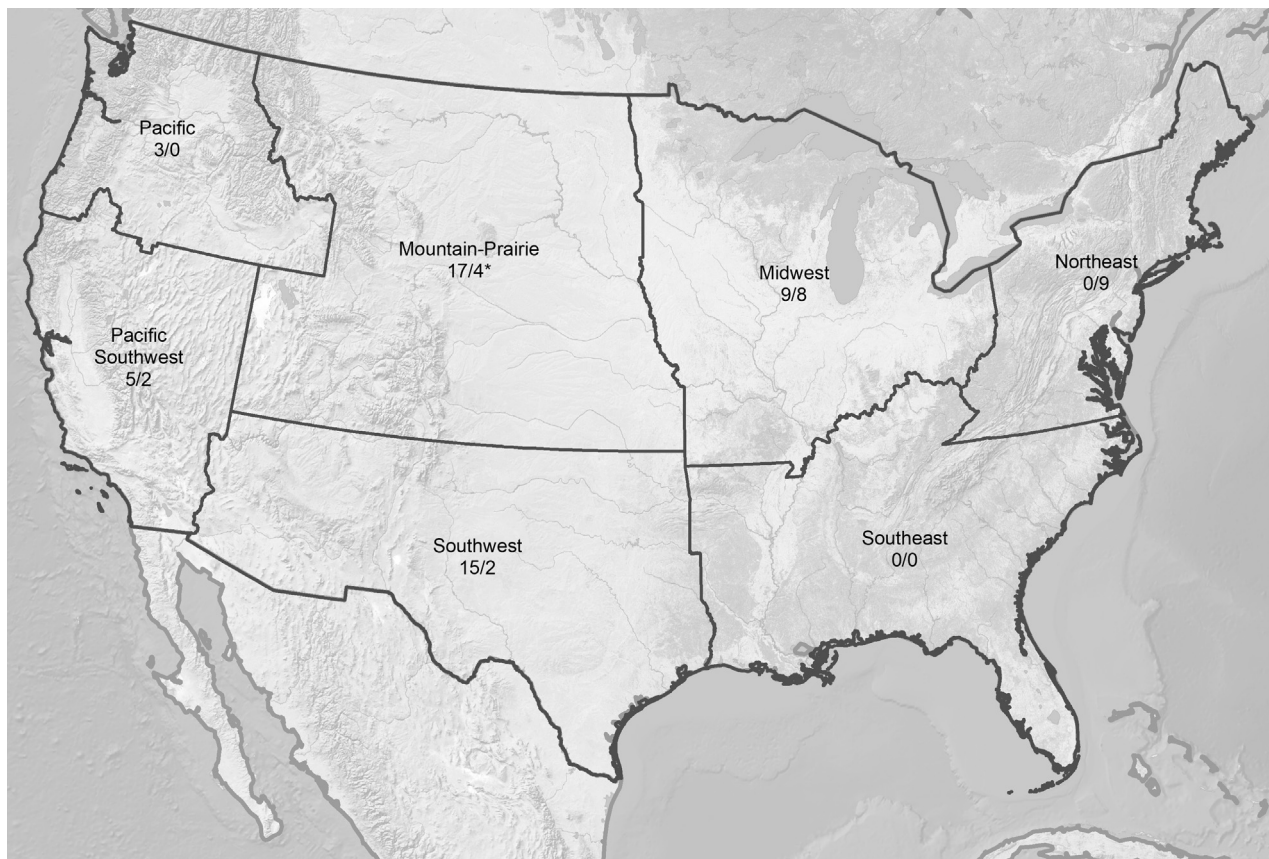 Pacific
3/0
Mountain-Prairie
17/4*
Midwest
9/8
Northeast
0/9
Pacific
Southwest
5/2
Southwest
15/2
Southeast
0/0